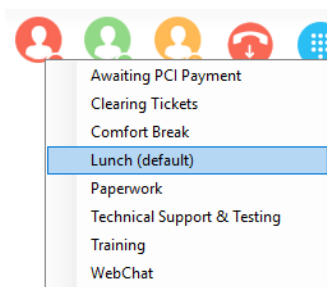 Awaiting PCI Payment
Clearing Tickets
Comfort Break
Lunch (default)
Paperwork
Technical Support & Testing
Training
WebChat